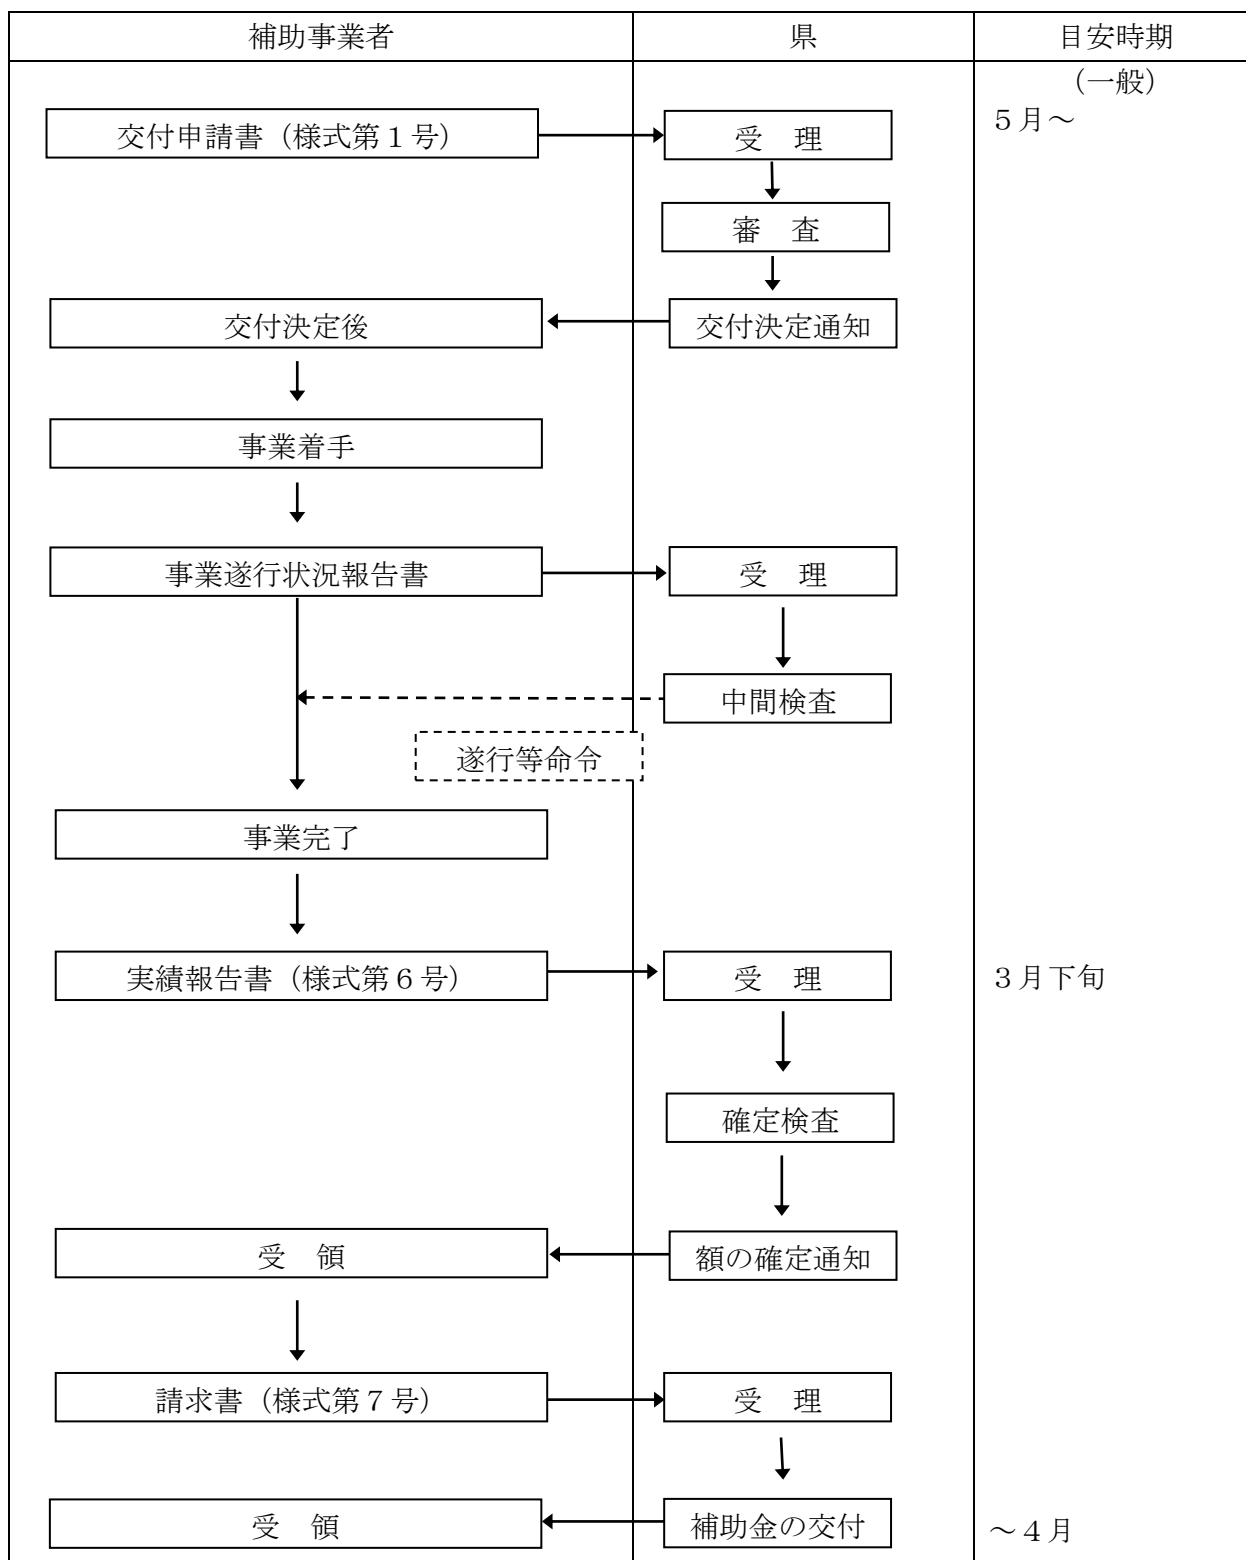 補助事業者 県 目安時期
(一般)
交付申請書(様式第1号) 受 理 5月~
審 査
交付決定後 交付決定通知
事業着手
事業遂行状況報告書 受 理
中間検査
遂行等命令
事業完了
実績報告書(様式第6号) 受 理 3月下旬
確定検査
受 領 額の確定通知
請求書(様式第7号) 受 理
受 領 補助金の交付 ~4月